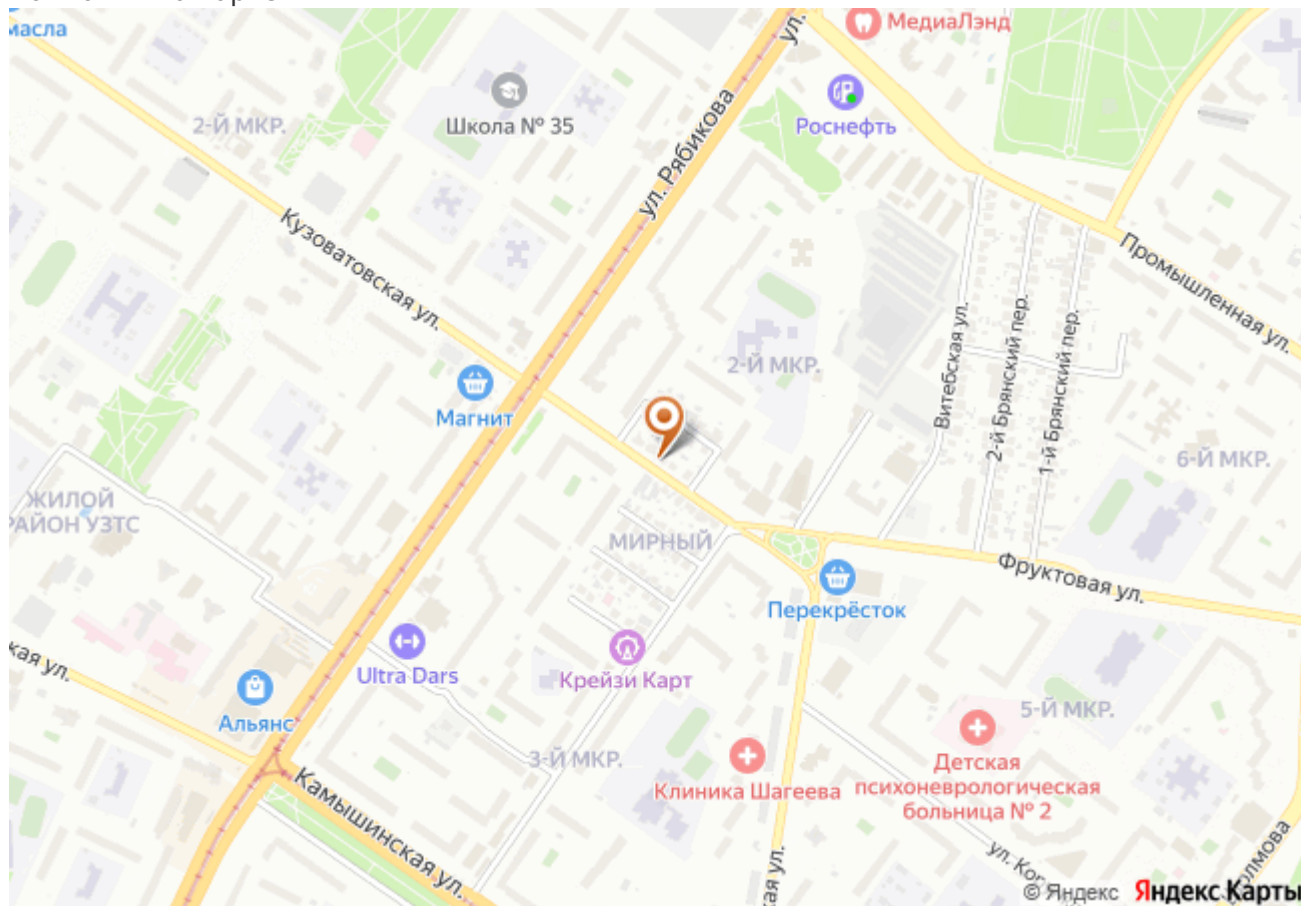 масла
МедиаЛэнд
ул.
Роснефть
2-Й МКР.
Школа № 35
ул. Рябикова
Кузоватовская ул.
Промышленная ул.
Витебская ул.
2-й Брянский пер.
1-й Брянский пер.
2-Й МКР.
Магнит
6-Й МКР.
ЖИЛОЙ
РАЙОН УЗТС
МИРНЫЙ
Фруктовая ул.
Перекрёсток
Ultra Dars
Крейзи Карт
кая ул.
Альянс
5-Й МКР.
3-Й МКР.
Клиника Шагеева
Детская
психоневрологическая
больница № 2
Камышинская ул.
ул.
кая ул.
© Яндекс Яндекс Карты